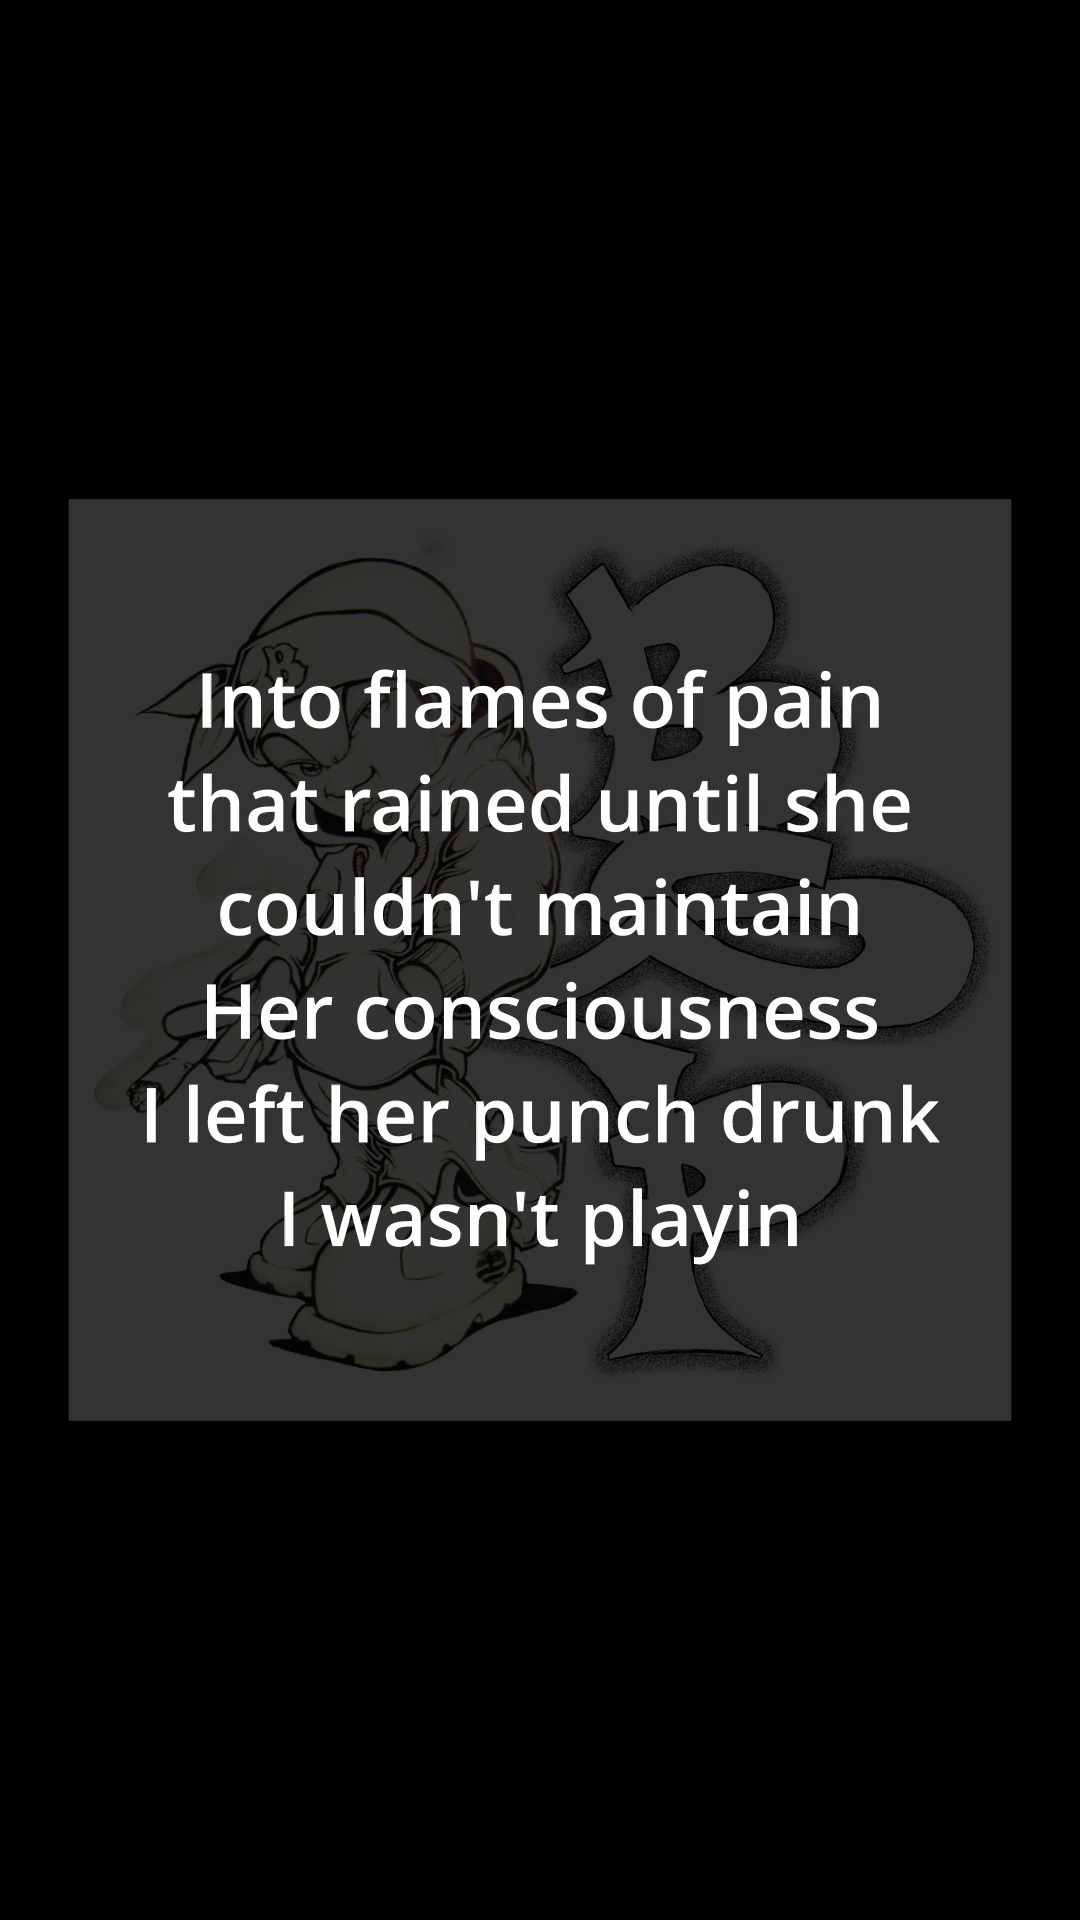 Into flames of pain
that rained until she
couldn't maintain
Her consciousness
I left her punch drunk
I wasn't playin